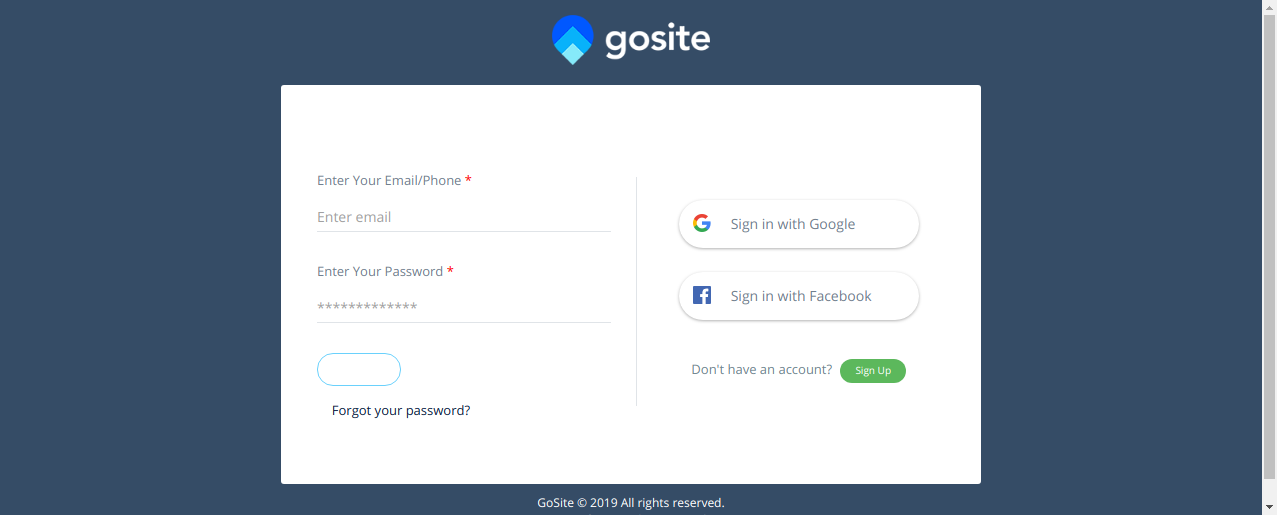 gosite
Enter Your Email/Phone *
Enter email
Enter Your Password *
*************
Forgot your password?
Sign in with Google
Sign in with Facebook
Don't have an account? Sign Up
GoSite © 2019 All rights reserved.